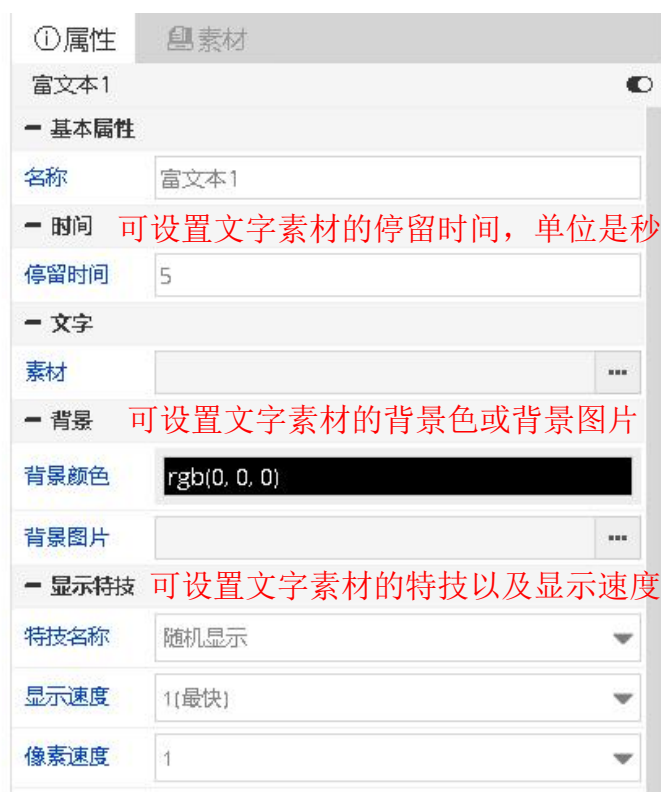 属性 素材
富文本1
基本属性
名称 富文本1
时间 可设置文字素材的停留时间，单位是秒
停留时间 5
文字
素材 ...
背景 可设置文字素材的背景色或背景图片
背景颜色 rgb(0, 0, 0)
背景图片 ...
显示特技 可设置文字素材的特技以及显示速度
特技名称 随机显示
显示速度 1(最快)
像素速度 1